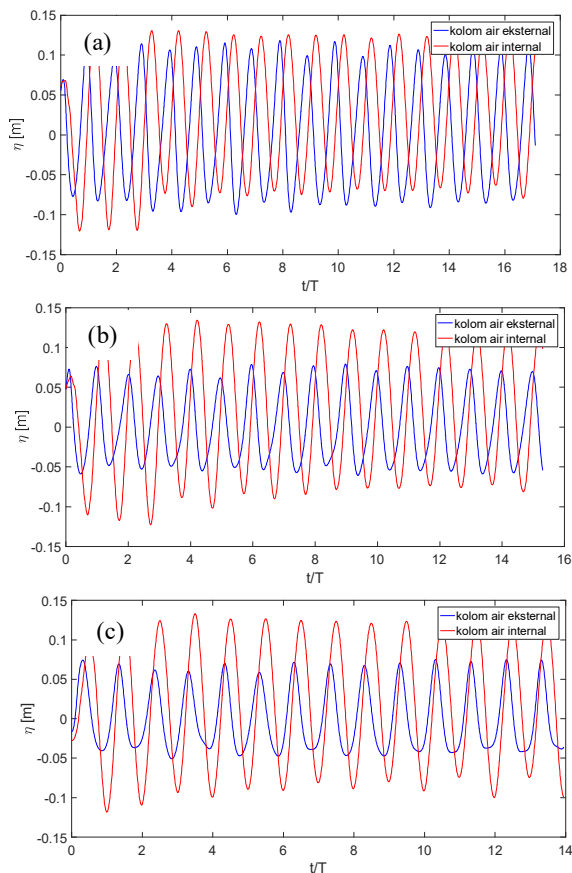 (a)
kolom air eksternal
kolom air internal
0.15
0.1
0.05
0
-0.05
-0.1
-0.15
η [m]
0 2 4 6 8 10 12 14 16 18
t/T
(b)
kolom air eksternal
kolom air internal
0.15
0.1
0.05
0
-0.05
-0.1
-0.15
η [m]
0 2 4 6 8 10 12 14 16
t/T
(c)
kolom air eksternal
kolom air internal
0.15
0.1
0.05
0
-0.05
-0.1
-0.15
η [m]
0 2 4 6 8 10 12 14
t/T